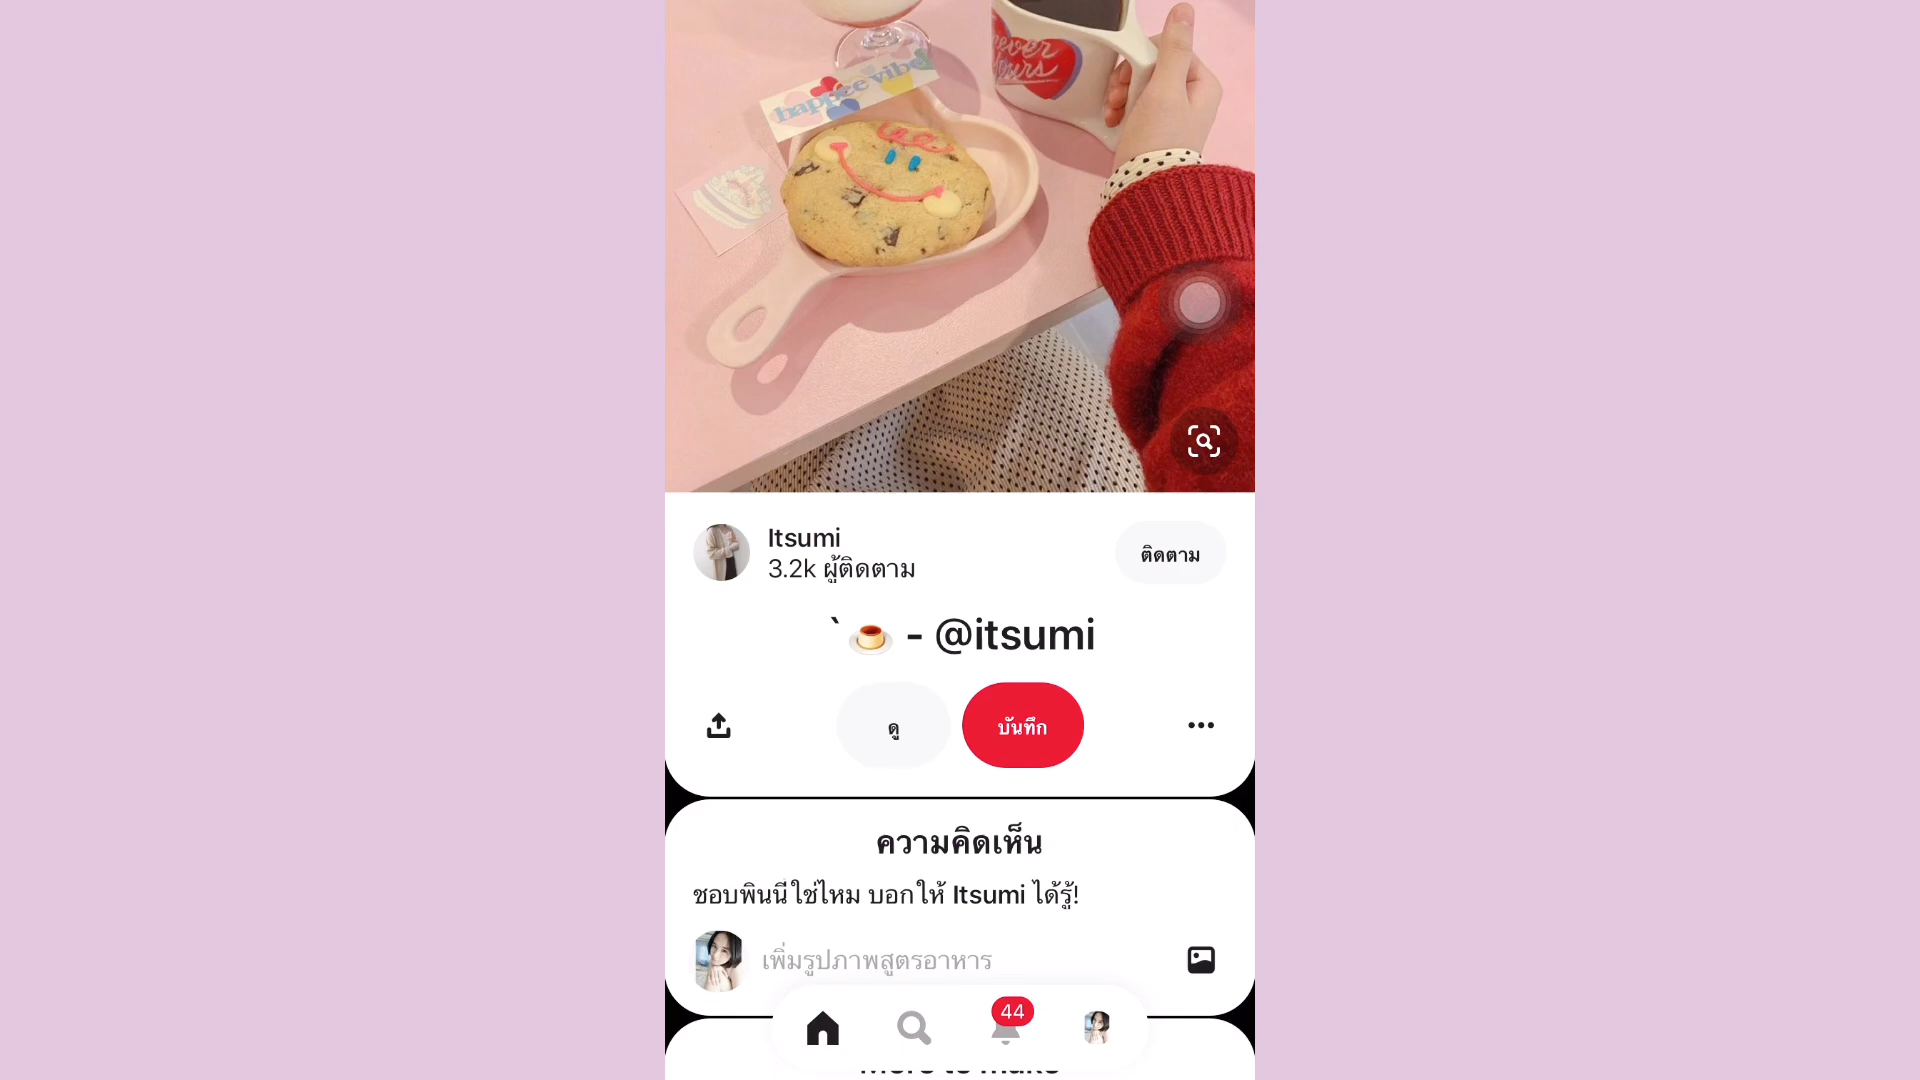 happee vibe
Itsumi
3.2k ผู้ติดตาม
ติดตาม
`🍮 - @itsumi
ดู
บันทึก
ความคิดเห็น
ชอบพินนี้ใช่ไหม บอกให้ Itsumi ได้รู้!
เพิ่มรูปภาพสูตรอาหาร
44
More to make